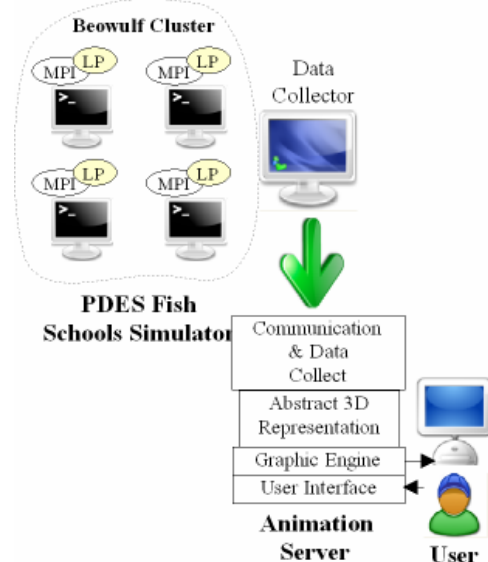 Beowulf Cluster
MPI LP
MPI LP
>_
>_
MPI LP
MPI LP
>_
>_
Data
Collector
PDES Fish
Schools Simulator
Communication
& Data
Collect
Abstract 3D
Representation
Graphic Engine
User Interface
Animation
Server
User